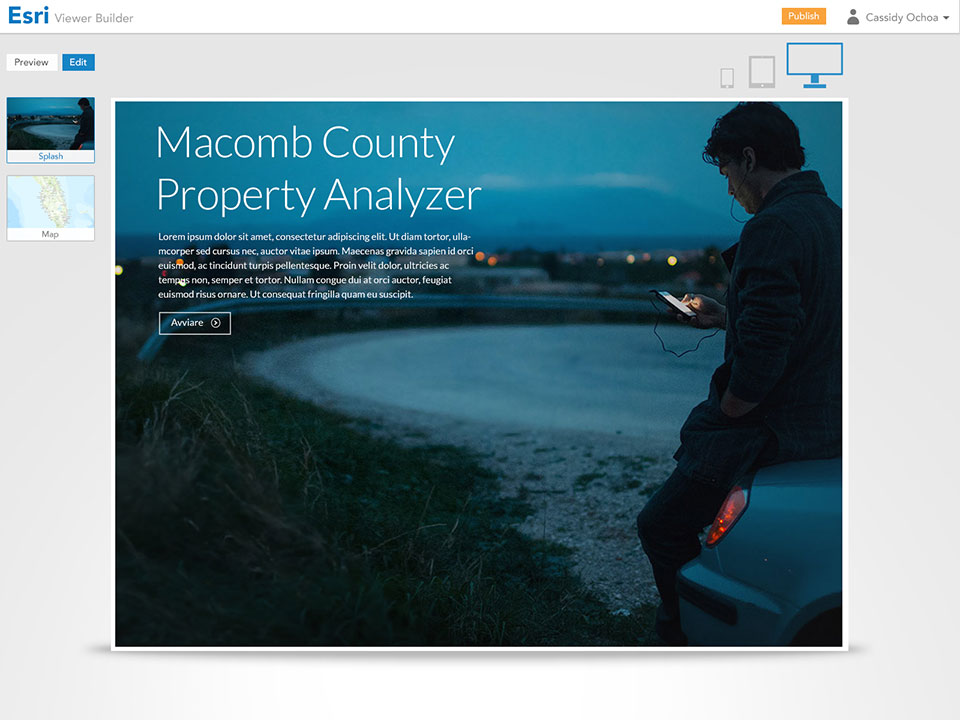 Esri Viewer Builder
Publish
Cassidy Ochoa
Preview
Edit
Splash
Map
Macomb County
Property Analyzer
Lorem ipsum dolor sit amet, consectetur adipiscing elit. Ut diam tortor, ulla-
mcorper sed cursus nec, auctor vitae ipsum. Maecenas gravida sapien id orci
euismod, ac tincidunt turpis pellentesque. Proin velit dolor, ultricies ac
tempus non, semper et tortor. Nullam congue dui at orci auctor, feugiat
euismod risus ornare. Ut consequat fringilla quam eu suscipit.
Avviare